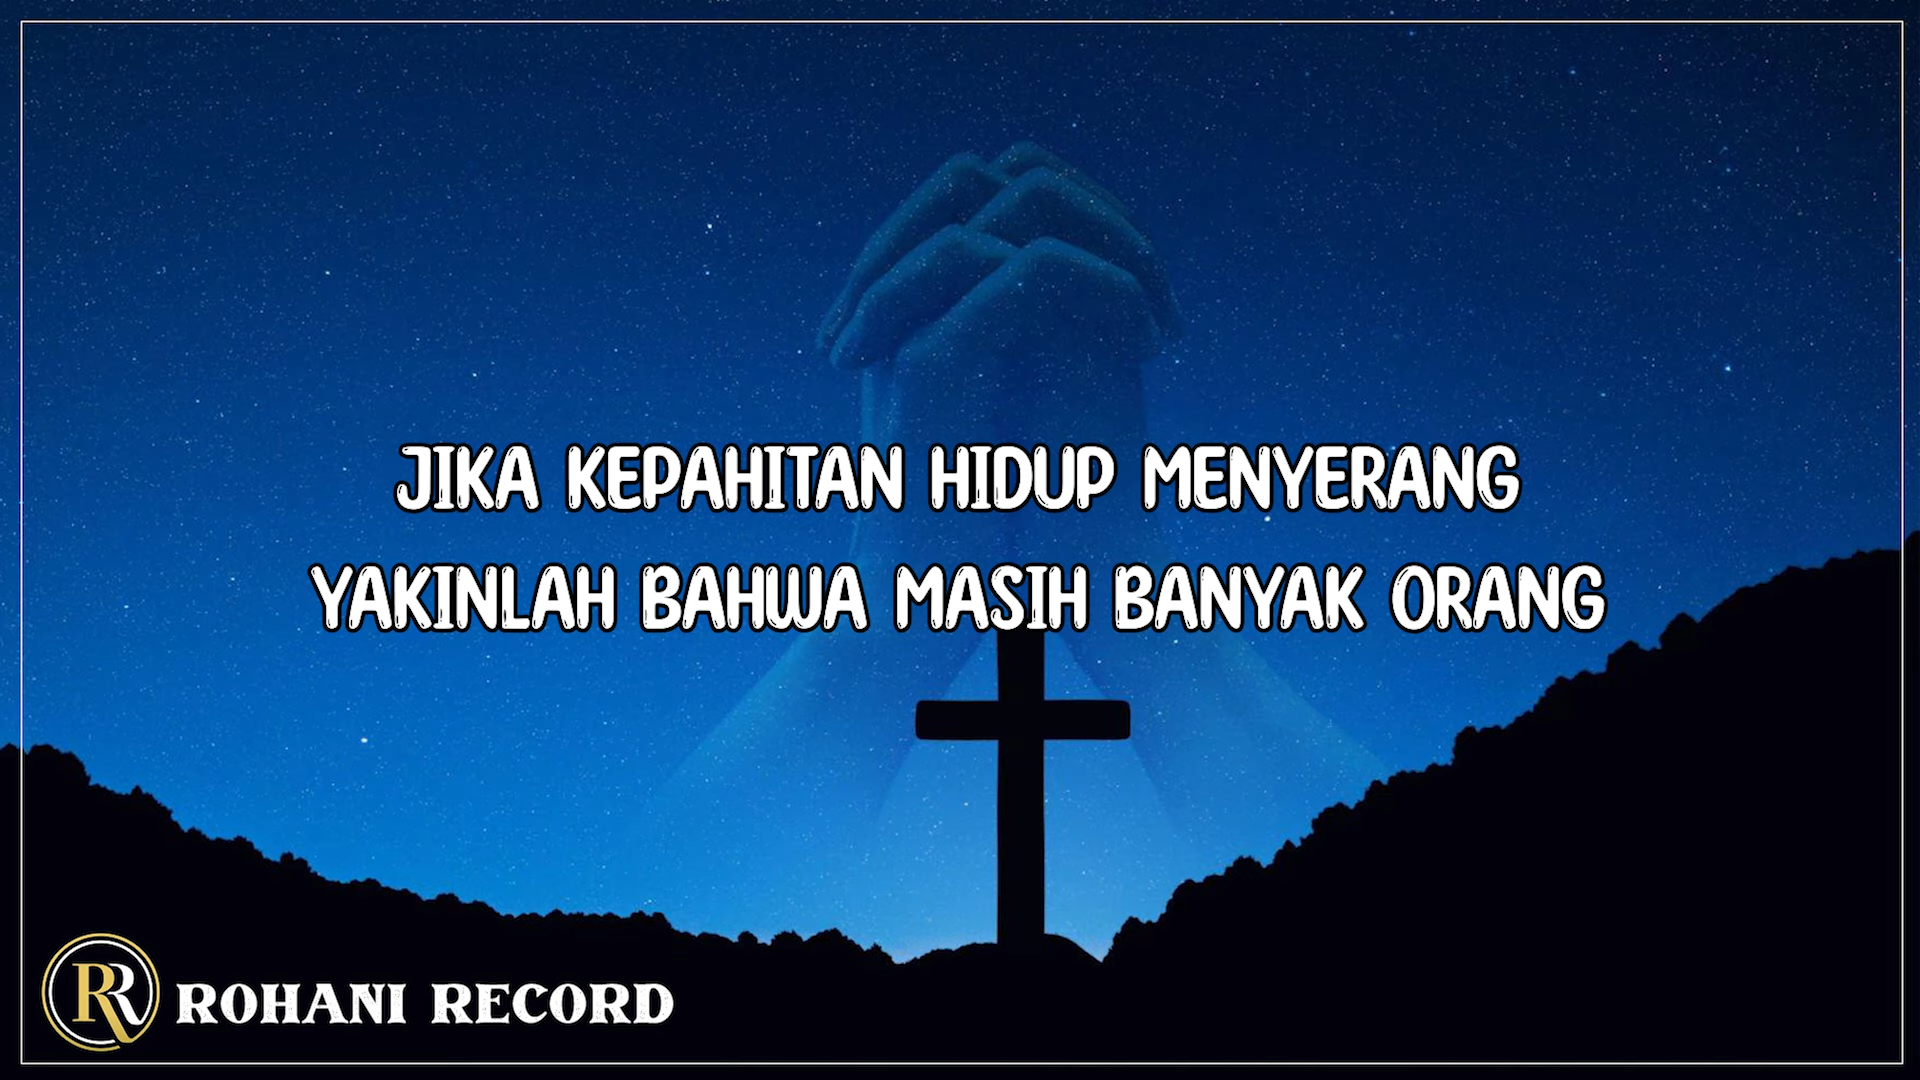 JIKA KEPAHITAN HIDUP MENYERANG
YAKINLAH BAHWA MASIH BANYAK ORANG
RR ROHANI RECORD